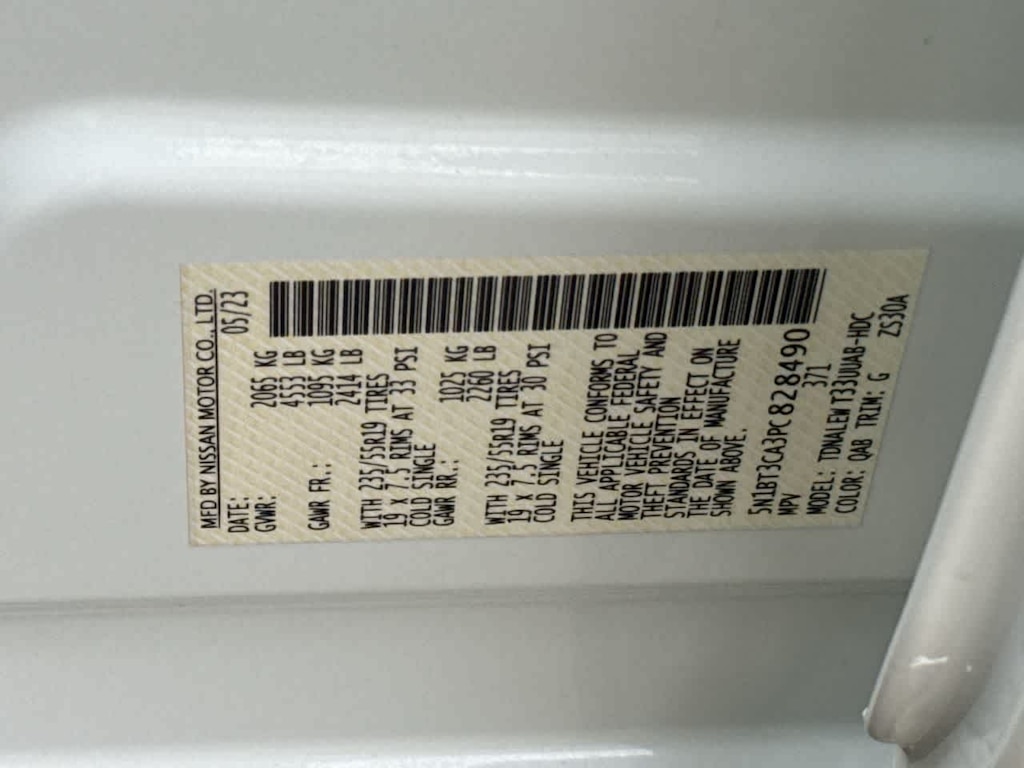 MFD BY NISSAN MOTOR CO., LTD.
DATE: 05/23
GVWR: 2065 KG
4553 LB
GAWR FR.: 1095 KG
2414 LB
WITH 235/55R19 TIRES
19 X 7.5 RIMS AT 33 PSI
COLD SINGLE
GAWR RR.: 1025 KG
2260 LB
WITH 235/55R19 TIRES
19 X 7.5 RIMS AT 30 PSI
COLD SINGLE
THIS VEHICLE CONFORMS TO
ALL APPLICABLE FEDERAL
MOTOR VEHICLE SAFETY AND
THEFT PREVENTION
STANDARDS IN EFFECT ON
THE DATE OF MANUFACTURE
SHOWN ABOVE.
5N1BT3CA3PC828490
MPV 371
MODEL: TDNALEW T33UUAB-HDC
COLOR: QAB TRIM: G ZS30A